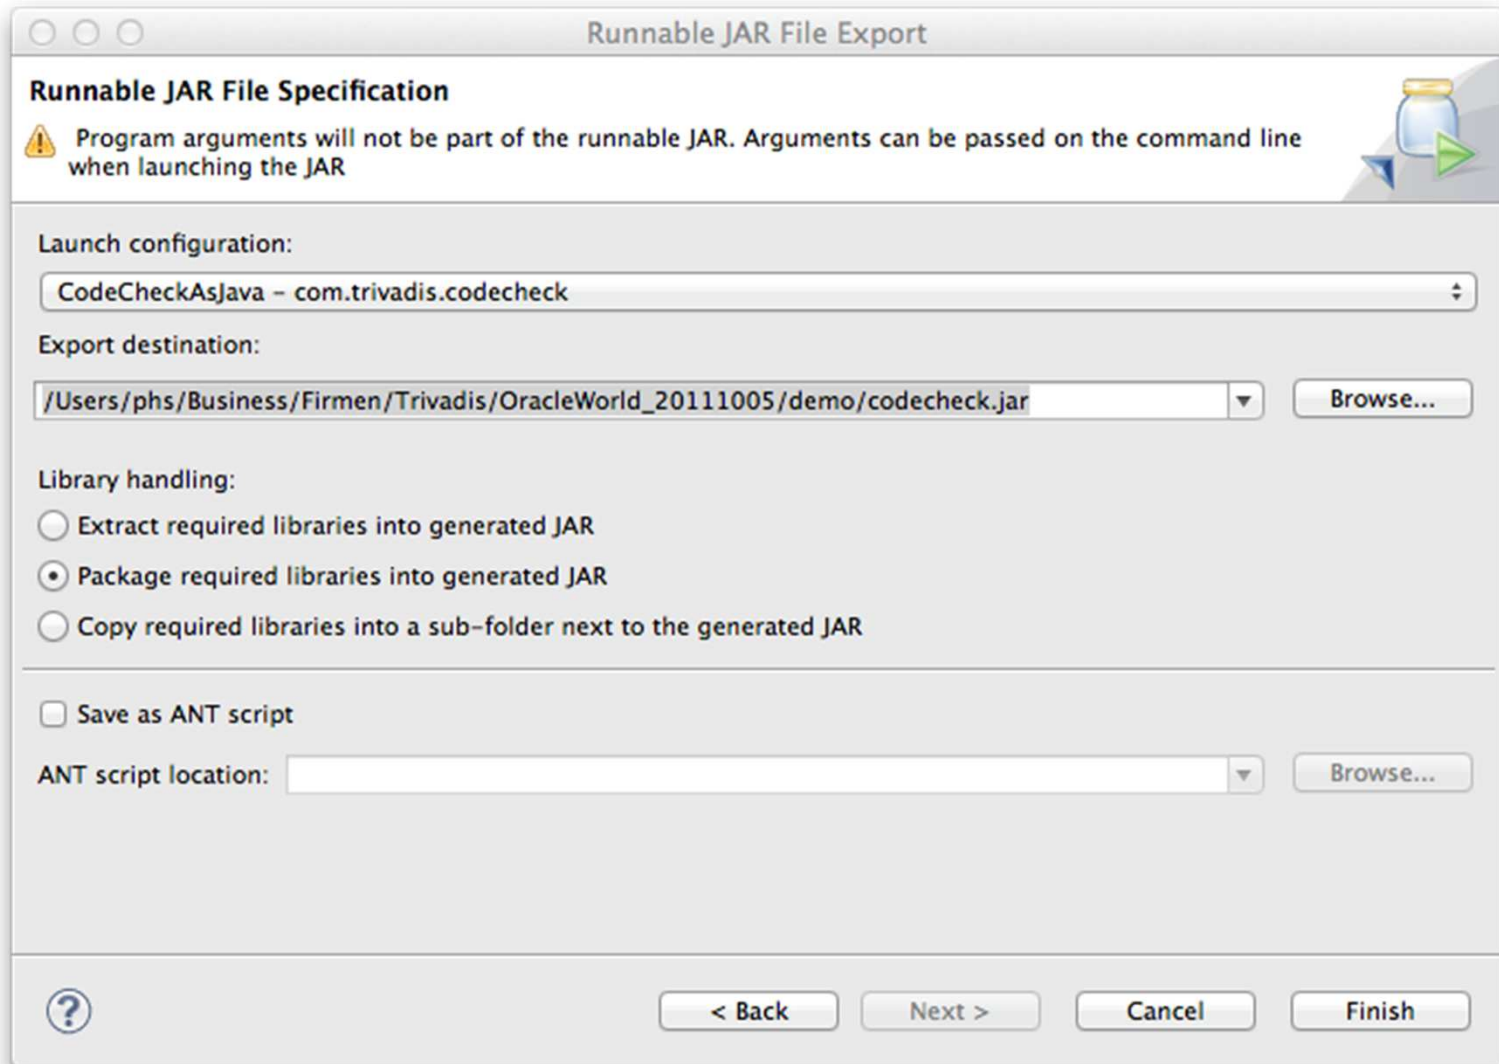 Runnable JAR File Export
Runnable JAR File Specification
Program arguments will not be part of the runnable JAR. Arguments can be passed on the command line
when launching the JAR
Launch configuration:
CodeCheckAsJava – com.trivadis.codecheck
Export destination:
/Users/phs/Business/Firmen/Trivadis/OracleWorld_20111005/demo/codecheck.jar
Browse...
Library handling:
Extract required libraries into generated JAR
Package required libraries into generated JAR
Copy required libraries into a sub-folder next to the generated JAR
Save as ANT script
ANT script location:
Browse...
?
< Back
Next >
Cancel
Finish